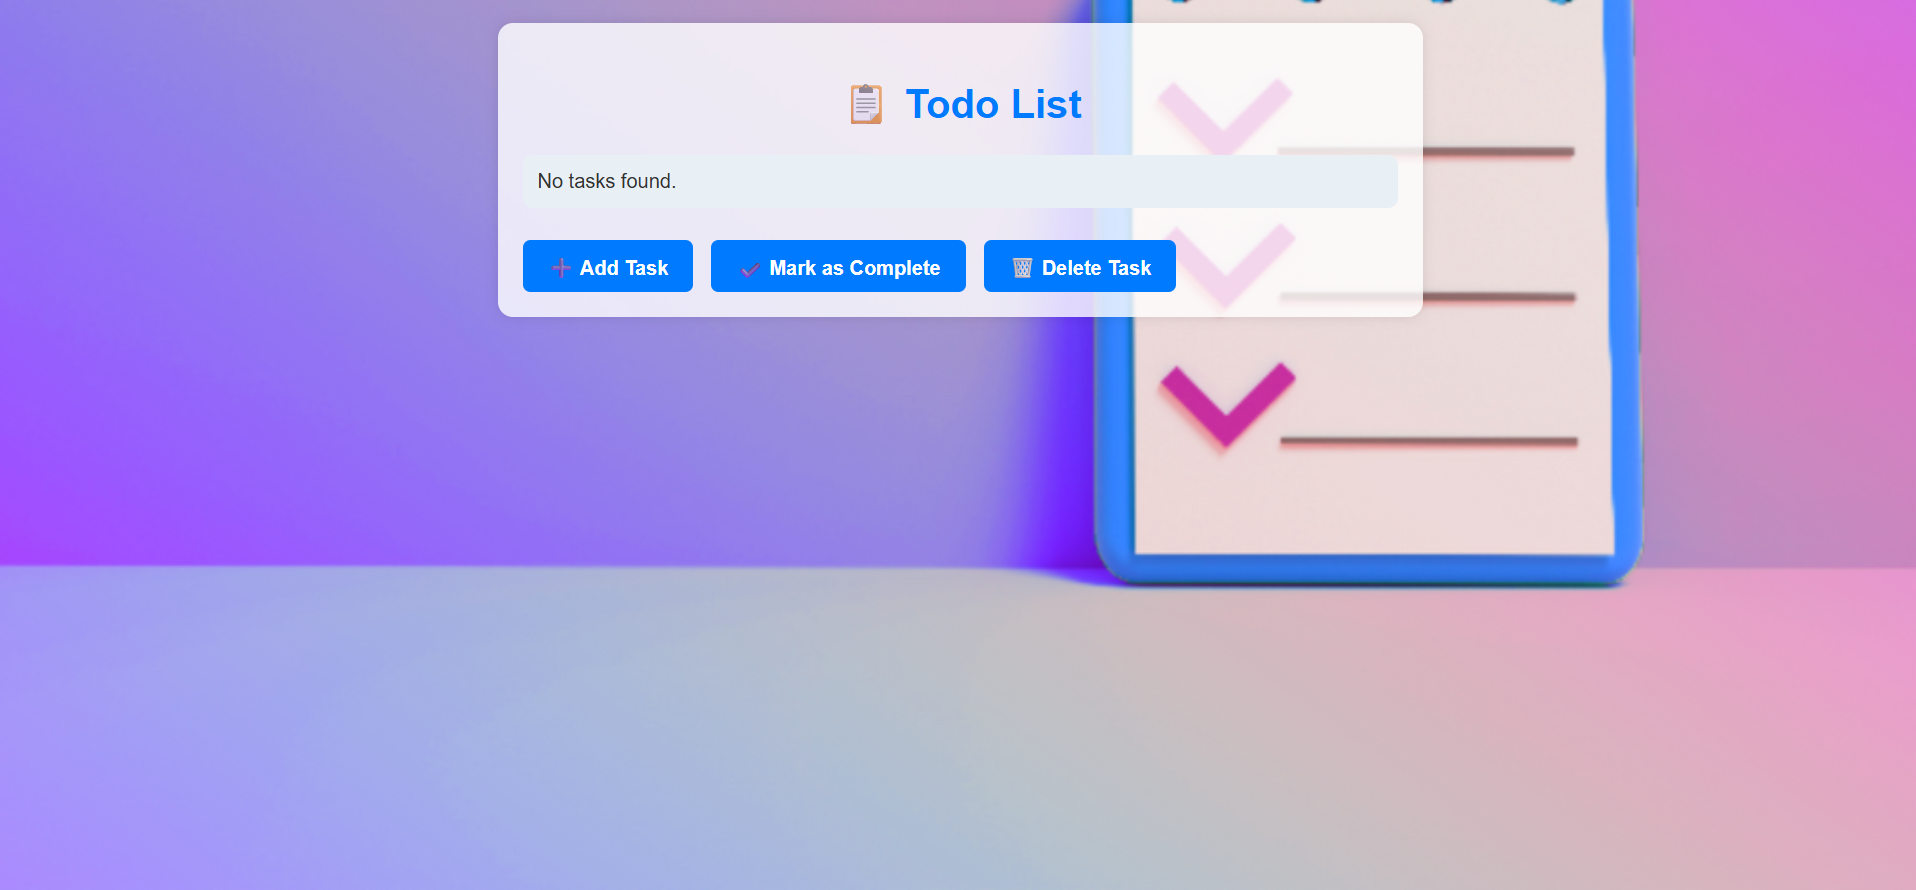 Todo List
No tasks found.
Add Task
Mark as Complete
Delete Task